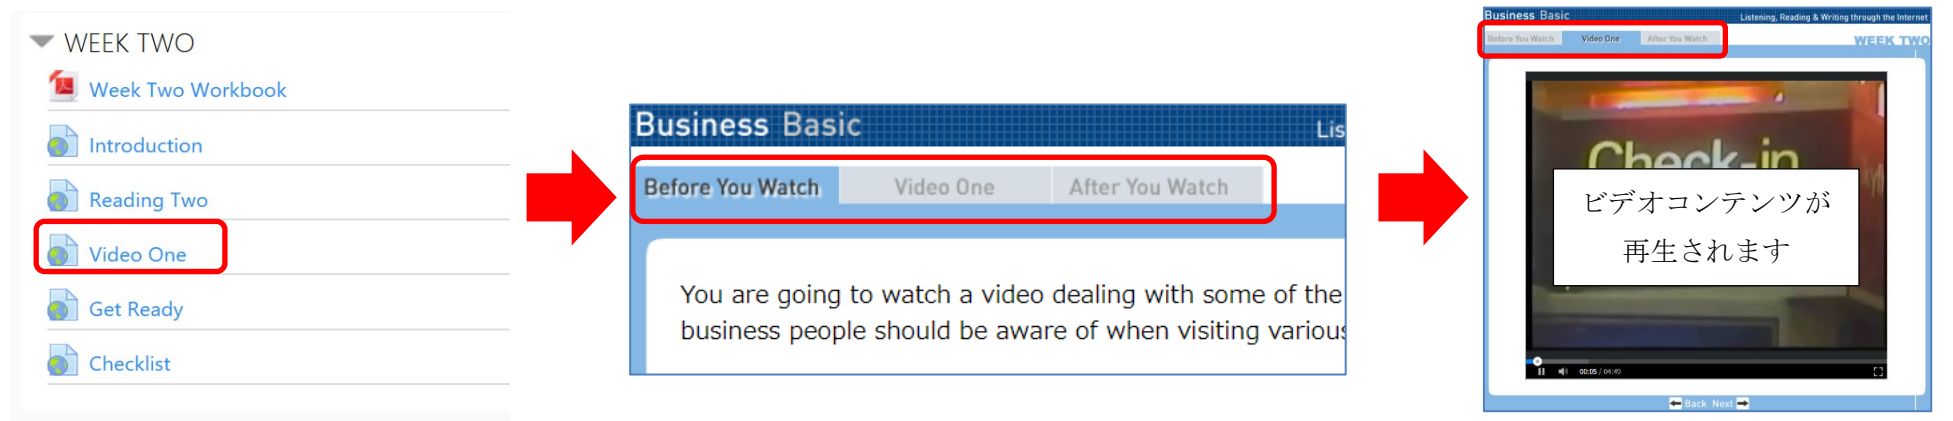 WEEK TWO
Week Two Workbook
Introduction
Reading Two
Video One
Get Ready
Checklist
Business Basic
Lis
Before You Watch
Video One
After You Watch
You are going to watch a video dealing with some of the
business people should be aware of when visiting various
Business Basic
Listening, Reading & Writing through the Internet
Before You Watch
Video One
After You Watch
WEEK TWO
Check-in
ビデオコンテンツが
再生されます
00:05 / 04:49
Back Next